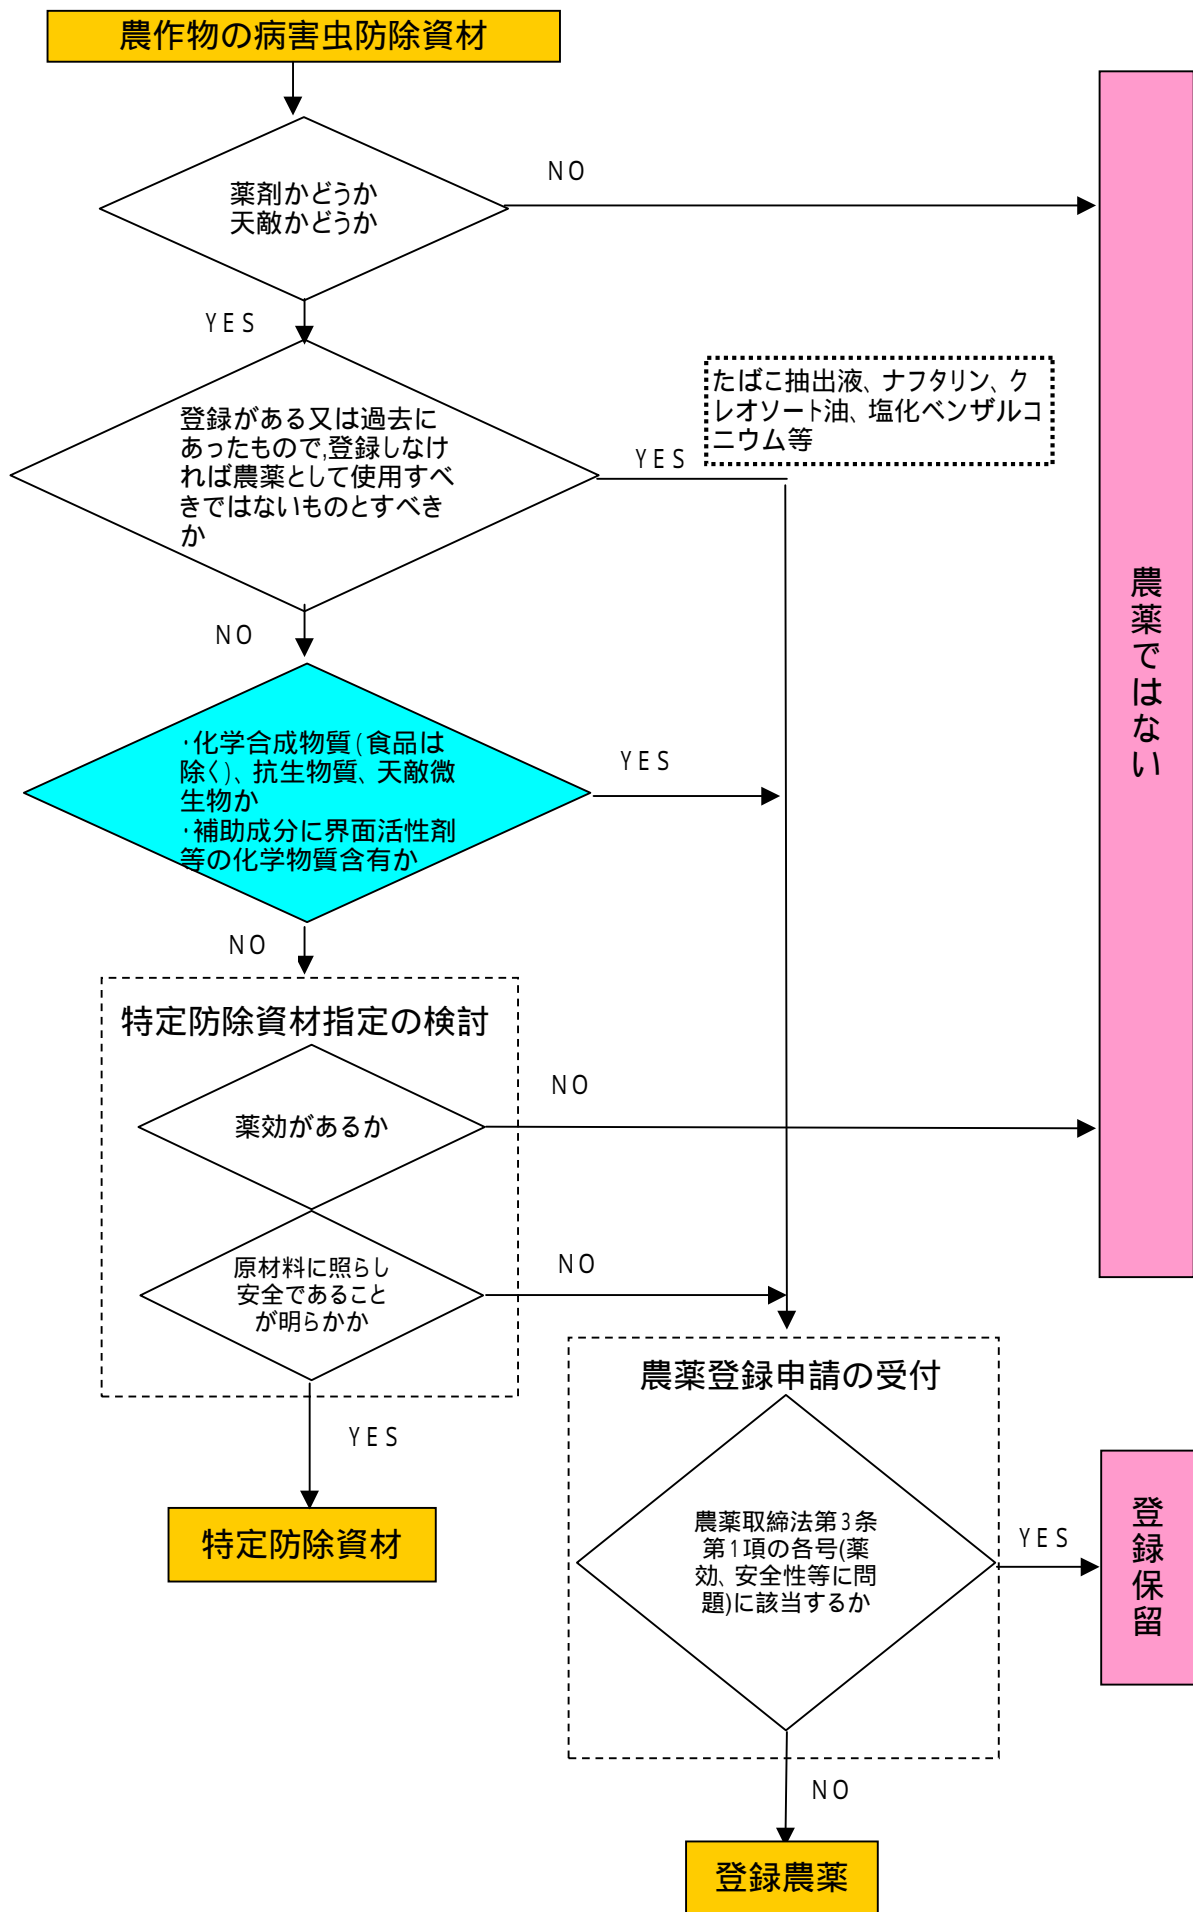 農作物の病害虫防除資材
薬剤かどうか
天敵かどうか
NO
YES
たばこ抽出液、ナフタリン、ク
レオソート油、塩化ベンザルコ
ニウム等
登録がある又は過去に
あったもので,登録しなけ
れば農薬として使用すべ
きではないものとすべき
か
YES
NO
・化学合成物質(食品は
除く)、抗生物質、天敵微
生物か
・補助成分に界面活性剤
等の化学物質含有か
YES
NO
農薬ではない
特定防除資材指定の検討
薬効があるか
NO
原材料に照らし
安全であること
が明らかか
NO
YES
特定防除資材
農薬登録申請の受付
農薬取締法第3条
第1項の各号(薬
効、安全性等に問
題)に該当するか
YES
登録保留
NO
登録農薬